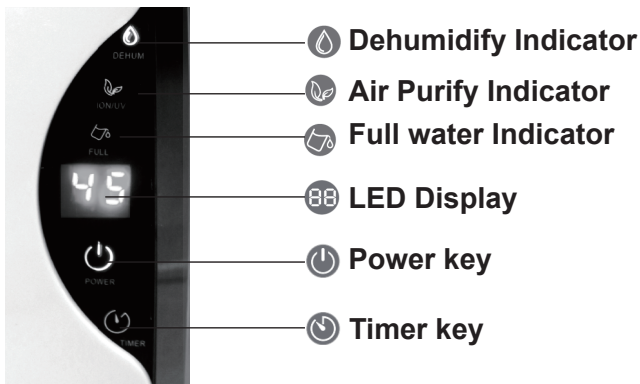 DEHUM
Dehumidify Indicator
ION/UV
Air Purify Indicator
FULL
Full water Indicator
45
88 LED Display
POWER
Power key
TIMER
Timer key